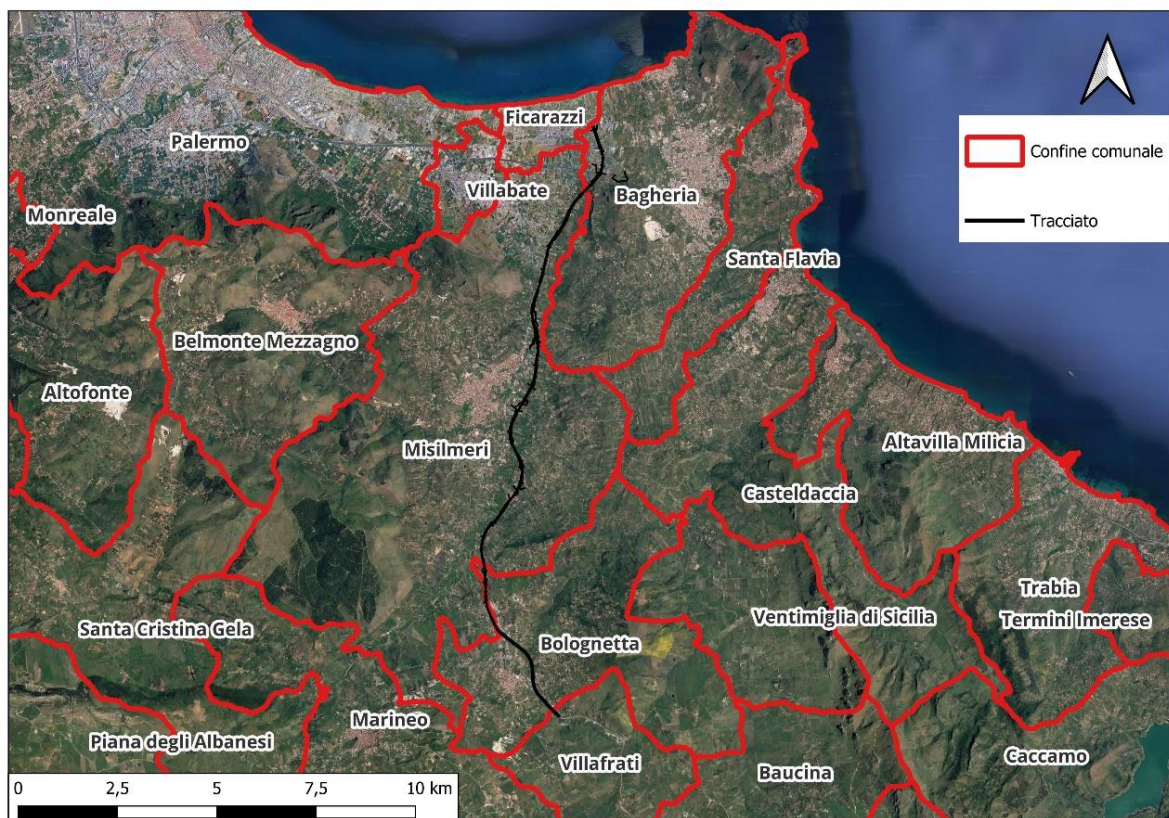 Ficarazzi
Palermo
Confine comunale
Villabate
Bagheria
Monreale
Tracciato
Santa Flavia
Belmonte Mezzagno
Altofonte
Altavilla Milicia
Misilmeri
Casteldaccia
Trabia
Ventimiglia di Sicilia
Termini Imerese
Santa Cristina Gela
Bolognetta
Marineo
Piana degli Albanesi
Caccamo
Villafrati
Baucina
0 2,5 5 7,5 10 km